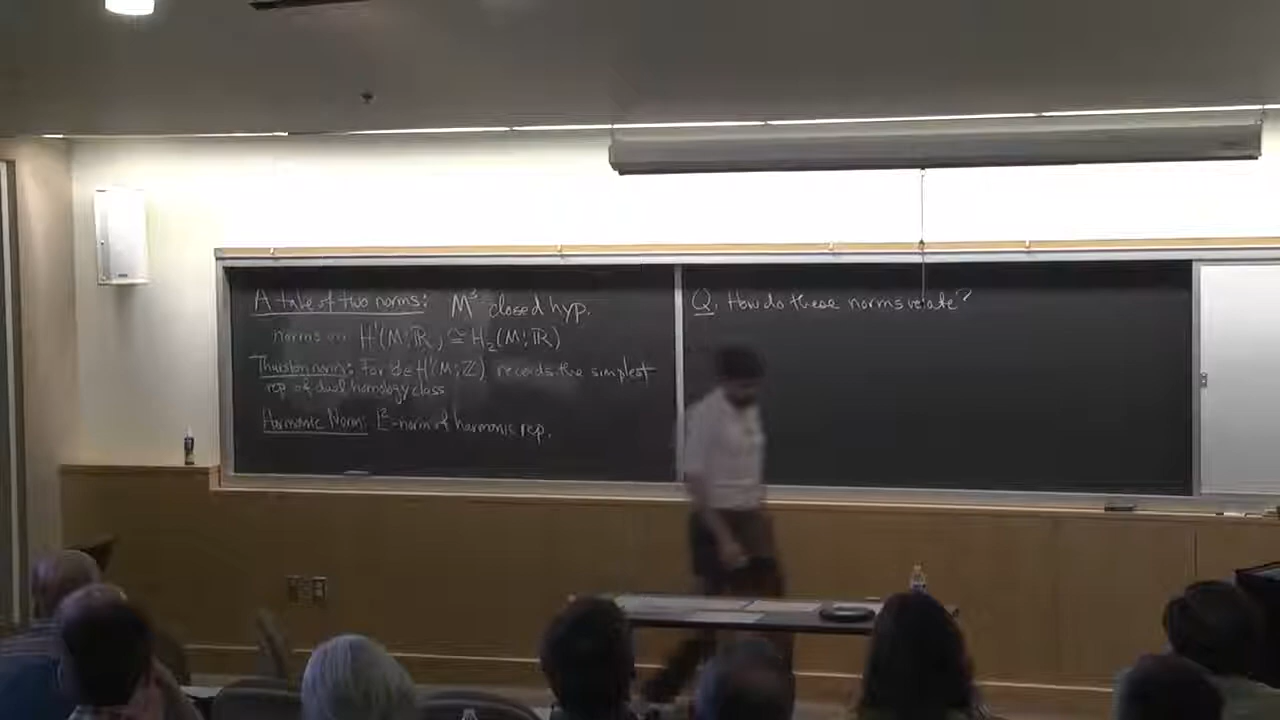 A tale of two norms: M³ closed hyp.
norms on H¹(M; ℝ) ≅ H₂(M; ℝ)
Thurston norm: For α ∈ H¹(M; ℤ), records the simplest
rep of dual homology class
Harmonic Norm: L²-norm of harmonic rep.
Q. How do these norms relate?